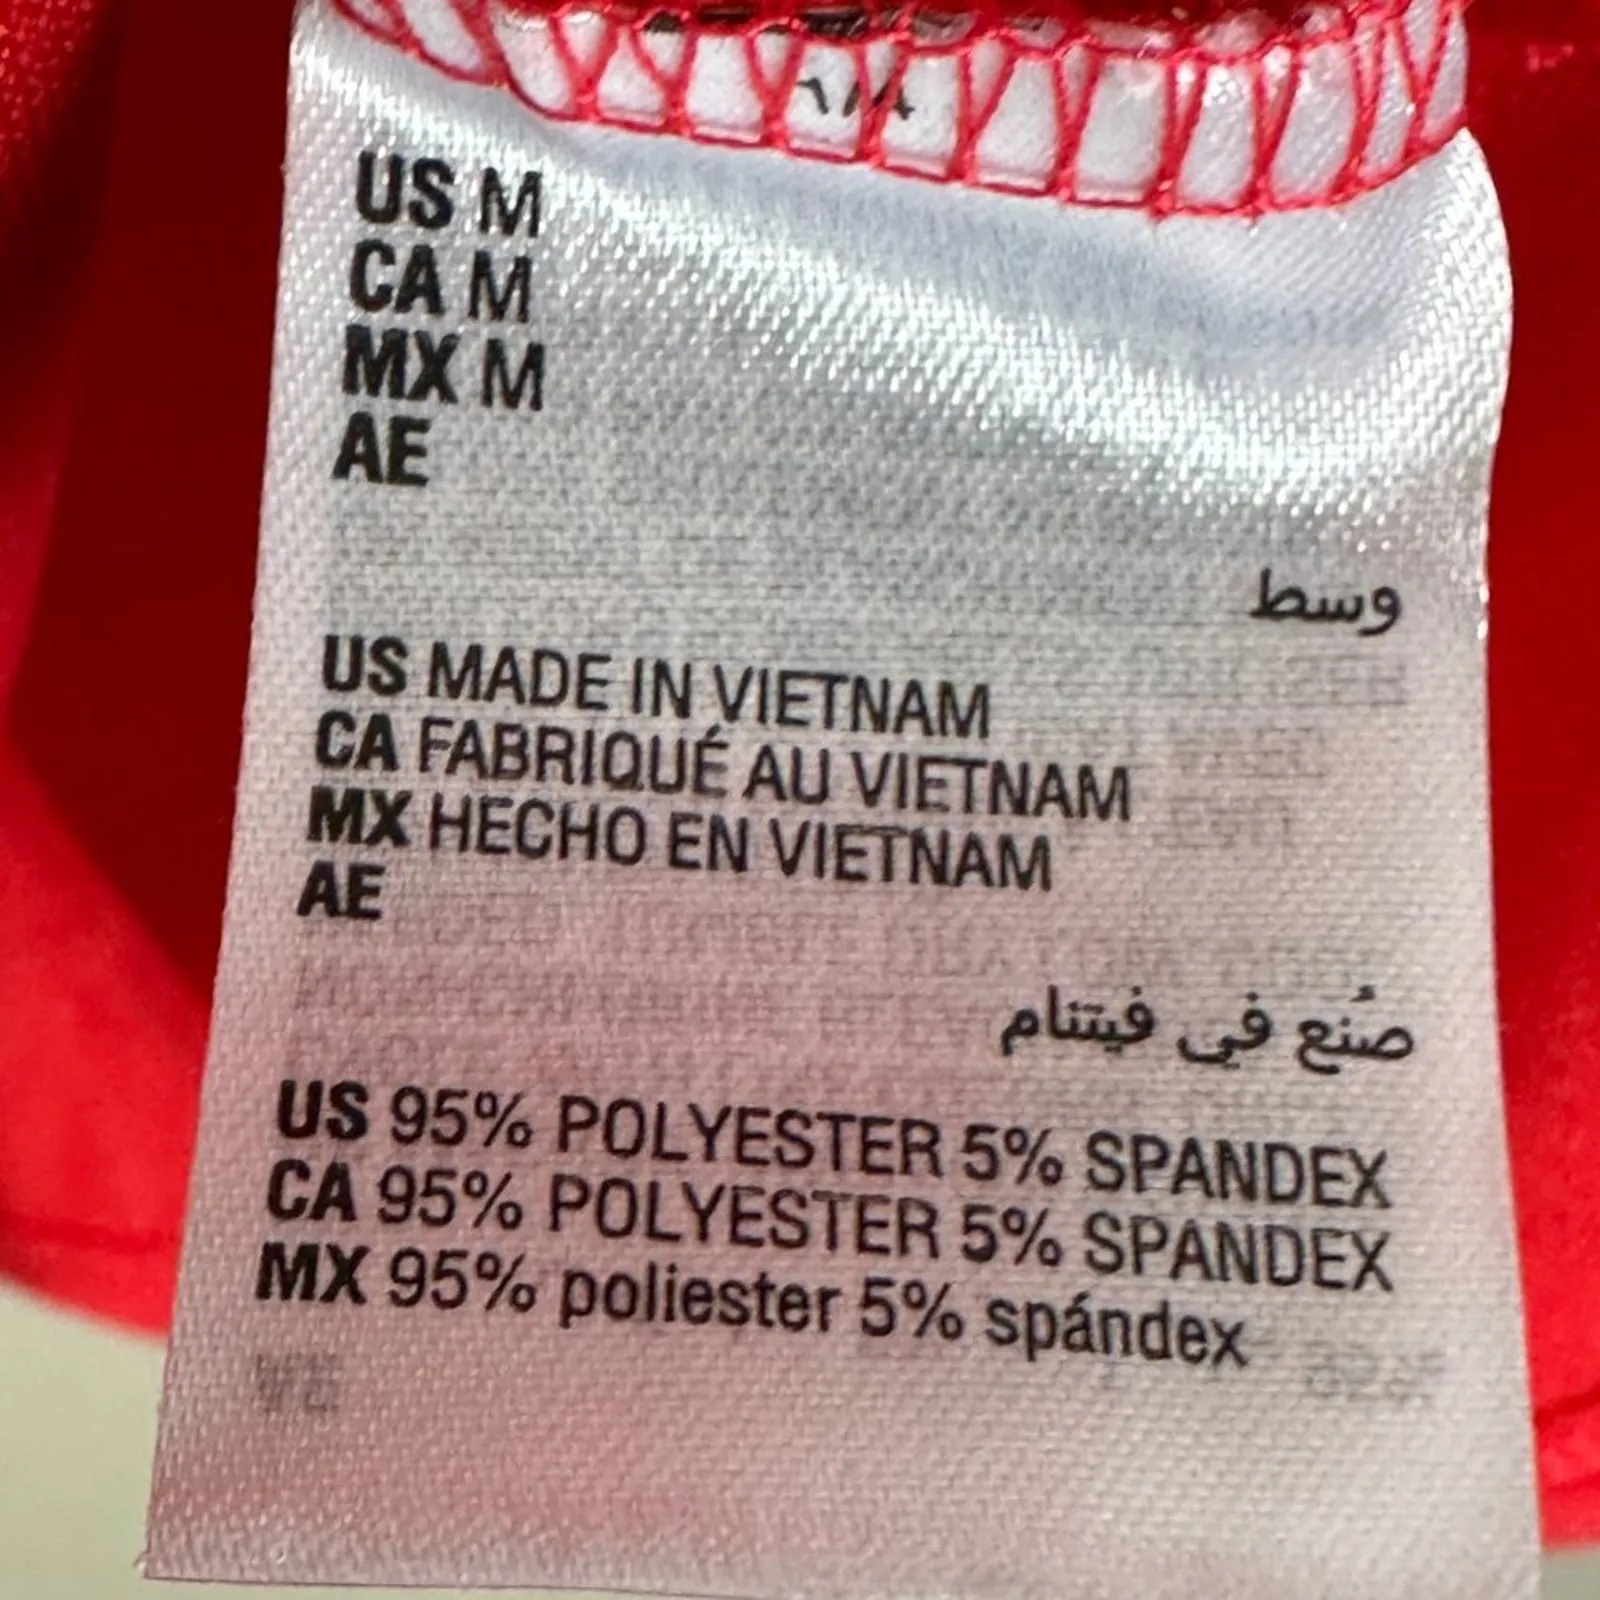 US M
CA M
MX M
AE
وسط
US MADE IN VIETNAM
CA FABRIQUÉ AU VIETNAM
MX HECHO EN VIETNAM
AE
صُنع في فيتنام
US 95% POLYESTER 5% SPANDEX
CA 95% POLYESTER 5% SPANDEX
MX 95% poliester 5% spándex